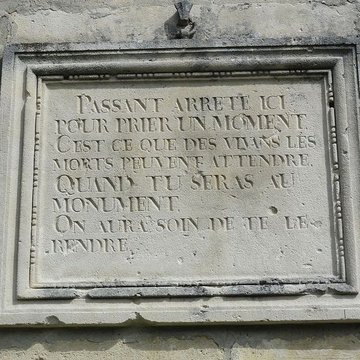 PASSANT ARRETE ICI
POUR PRIER UN MOMENT.
C'EST CE QUE DES VIVANS LES
MORTS PEUVENT ATTENDRE.
QUAND TU SERAS AU
MONUMENT
ON AURA SOIN DE TE LE
RENDRE.